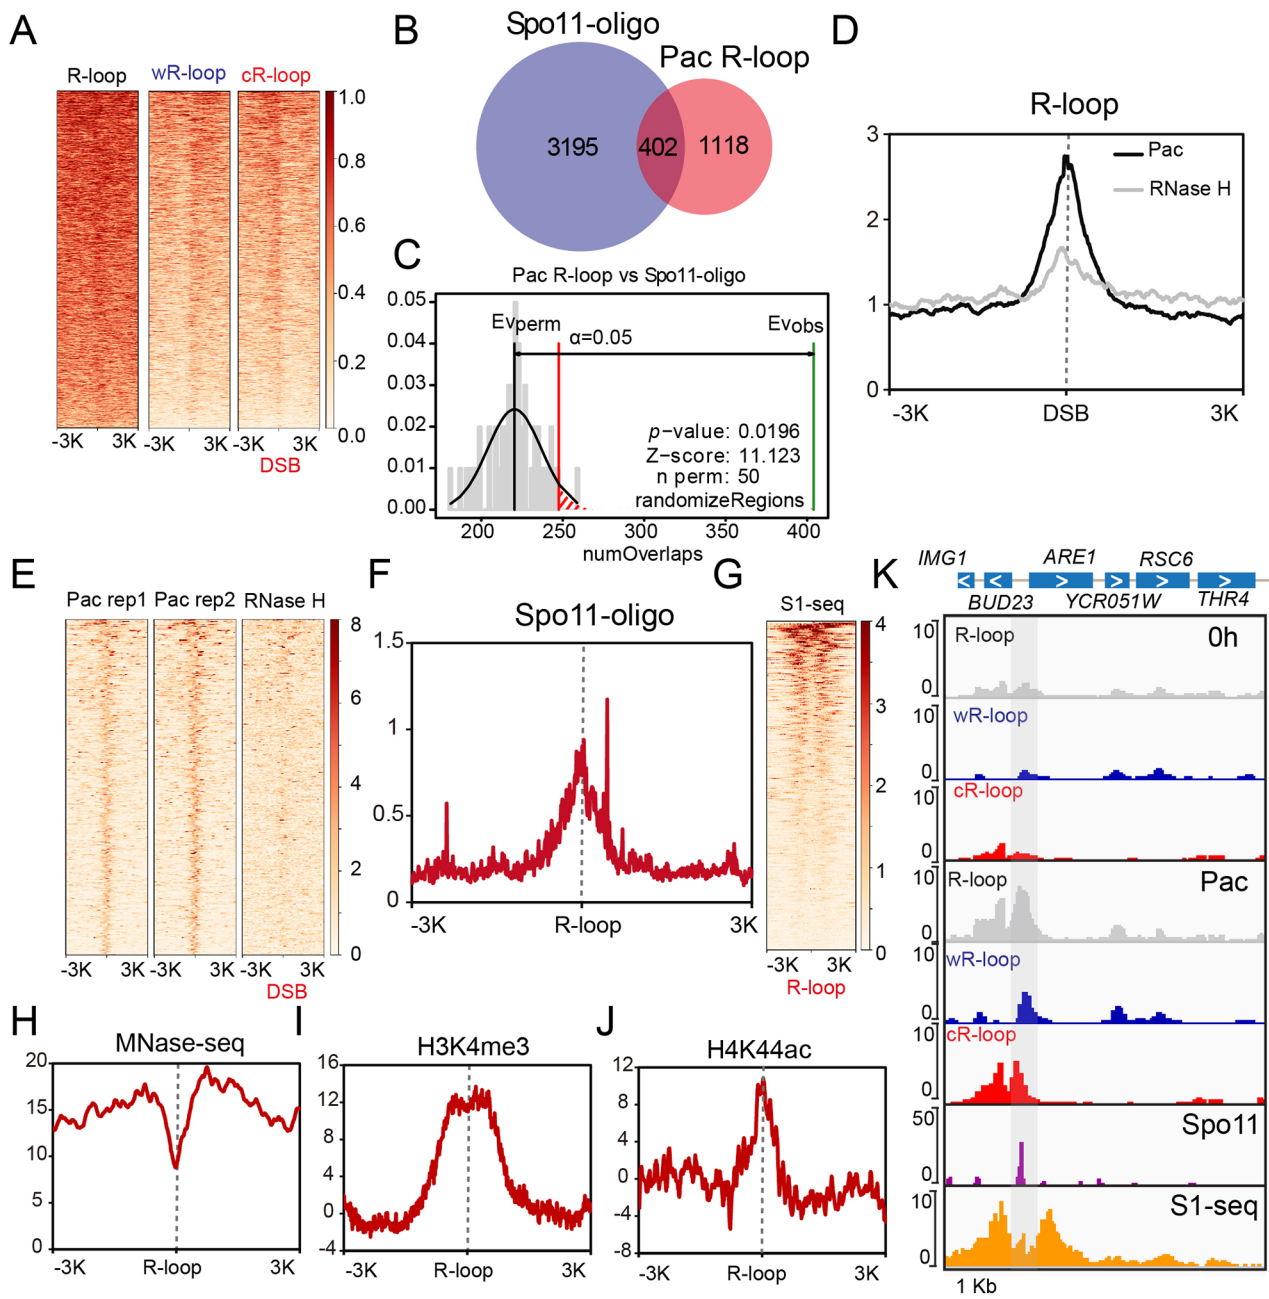 A
R-loop
wR-loop
cR-loop
1.0
0.8
0.6
0.4
0.2
0.0
-3K 3K -3K 3K -3K 3K
DSB
B
Spo11-oligo
Pac R-loop
3195
402
1118
C
Pac R-loop vs Spo11-oligo
0.05
0.04
0.03
0.02
0.01
0.00
Evperm
α=0.05
Evobs
p-value: 0.0196
Z-score: 11.123
n perm: 50
randomizeRegions
200 250 300 350 400
numOverlaps
D
R-loop
3
2
1
0
Pac
RNase H
-3K DSB 3K
E
Pac rep1 Pac rep2 RNase H
8
6
4
2
0
-3K 3K -3K 3K -3K 3K
DSB
F
Spo11-oligo
1.5
1
0.5
0
-3K R-loop 3K
G
S1-seq
4
3
2
1
0
-3K 3K
R-loop
H
MNase-seq
20
15
10
5
0
-3K R-loop 3K
I
H3K4me3
16
12
8
4
0
-4
-3K R-loop 3K
J
H4K44ac
12
8
4
0
-4
-8
-3K R-loop 3K
K
IMG1 ARE1 RSC6
BUD23 YCR051W THR4
10
R-loop
0h
0
10
wR-loop
0
cR-loop
10
0
R-loop
Pac
10
0
10
wR-loop
0
cR-loop
10
0
50
Spo11
0
10
S1-seq
0
1 Kb